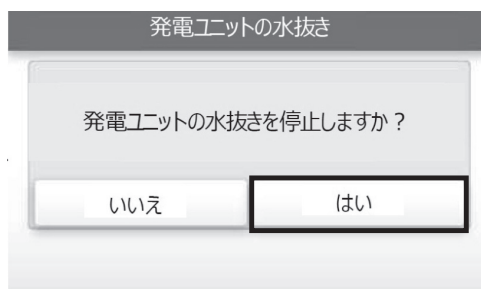 発電ユニットの水抜き
発電ユニットの水抜きを停止しますか？
いいえ
はい